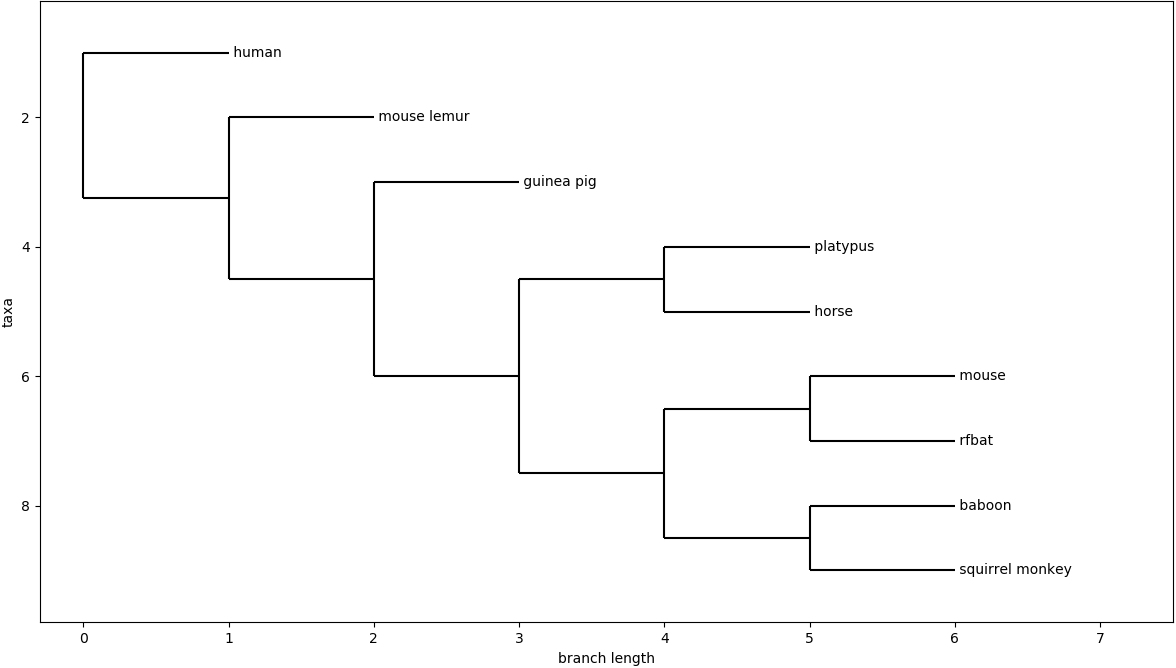 human
2
mouse lemur
guinea pig
4
platypus
taxa
horse
6
mouse
rfbat
8
baboon
squirrel monkey
0 1 2 3 4 5 6 7
branch length